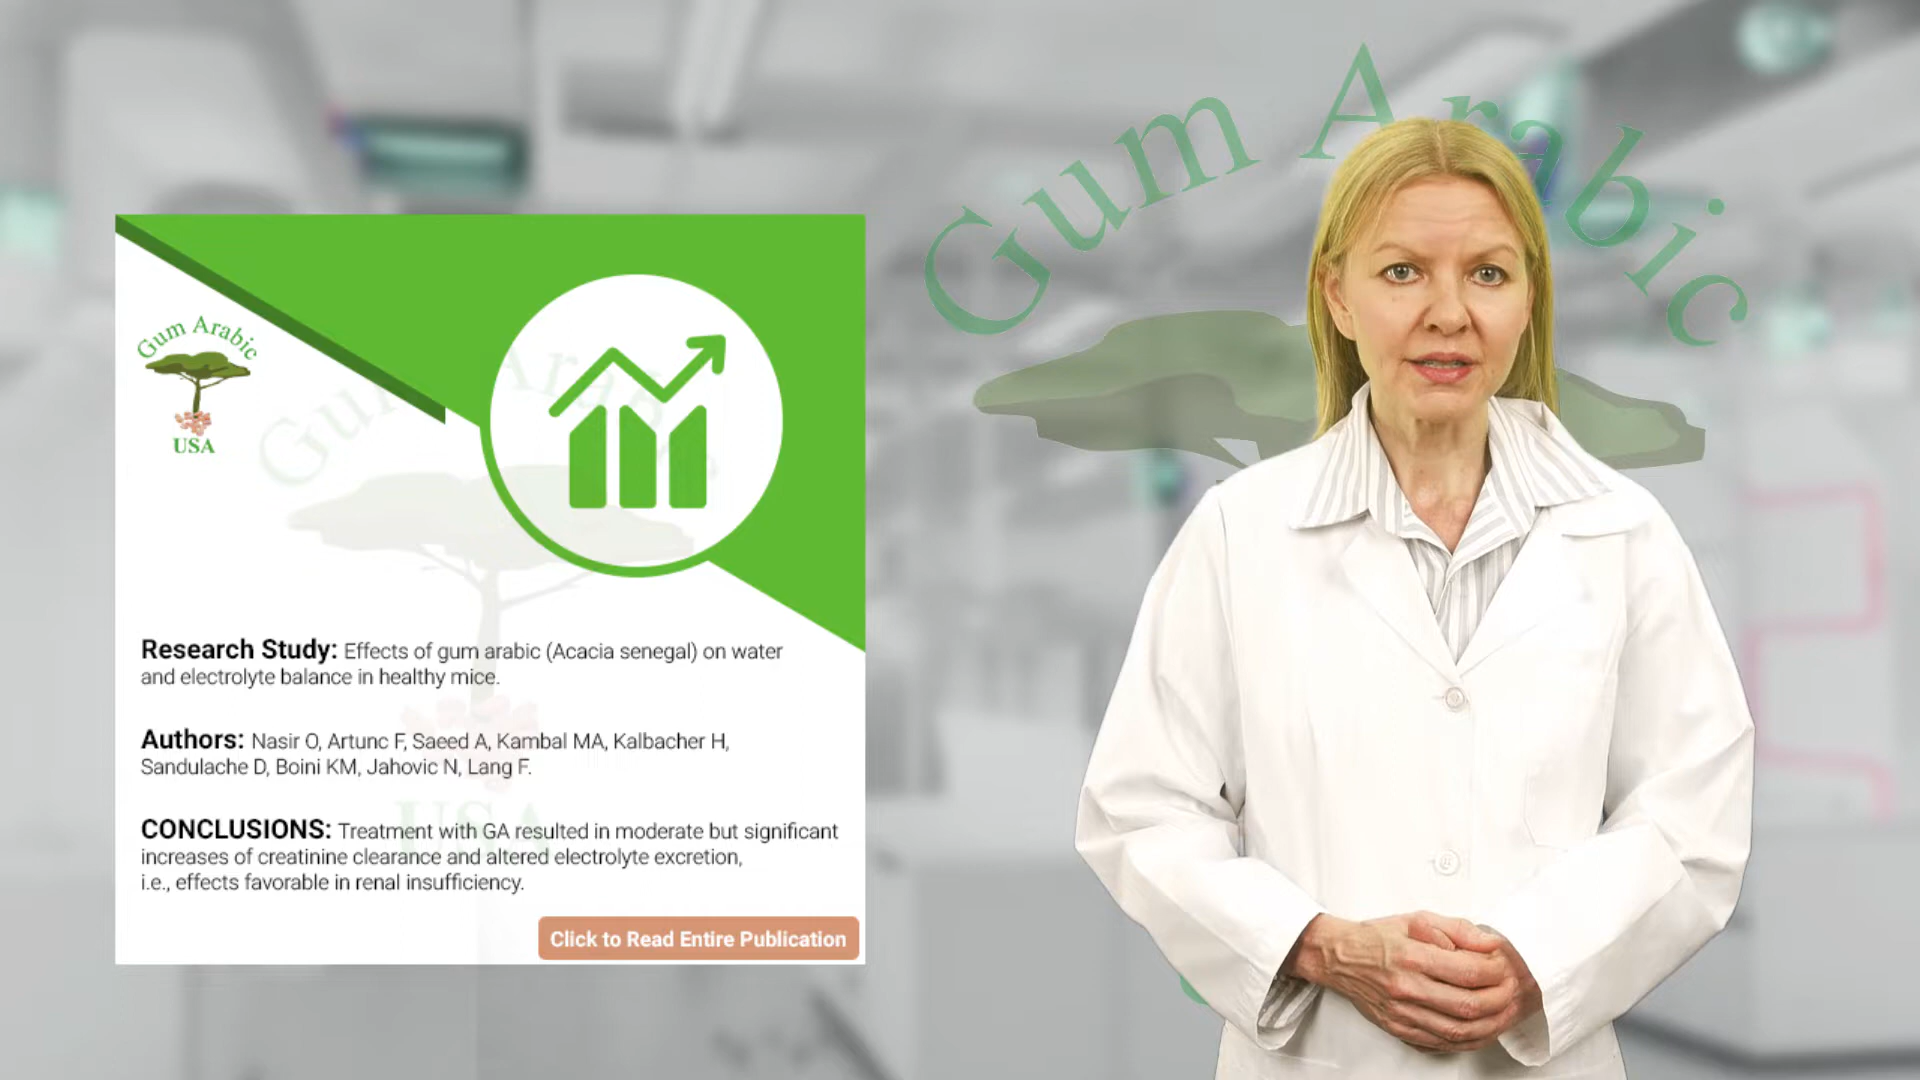 Gum Arabic
Gum Arabic
USA
Gum Arabic
USA
Research Study: Effects of gum arabic (Acacia senegal) on water
and electrolyte balance in healthy mice.
Authors: Nasir O, Artunc F, Saeed A, Kambal MA, Kalbacher H,
Sandulache D, Boini KM, Jahovic N, Lang F.
CONCLUSIONS: Treatment with GA resulted in moderate but significant
increases of creatinine clearance and altered electrolyte excretion,
i.e., effects favorable in renal insufficiency.
Click to Read Entire Publication